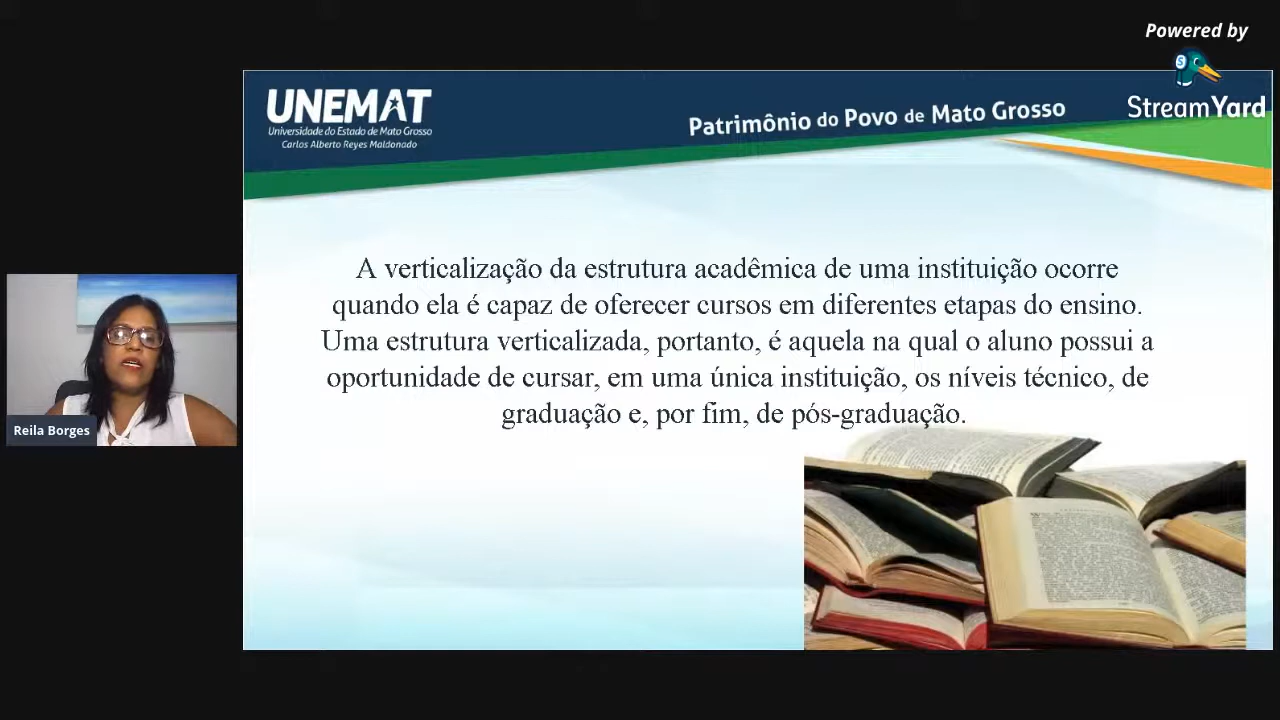 Powered by
StreamYard
UNEMAT
Universidade do Estado de Mato Grosso
Carlos Alberto Reyes Maldonado
Patrimônio do Povo de Mato Grosso
A verticalização da estrutura acadêmica de uma instituição ocorre
quando ela é capaz de oferecer cursos em diferentes etapas do ensino.
Uma estrutura verticalizada, portanto, é aquela na qual o aluno possui a
oportunidade de cursar, em uma única instituição, os níveis técnico, de
graduação e, por fim, de pós-graduação.
Reila Borges